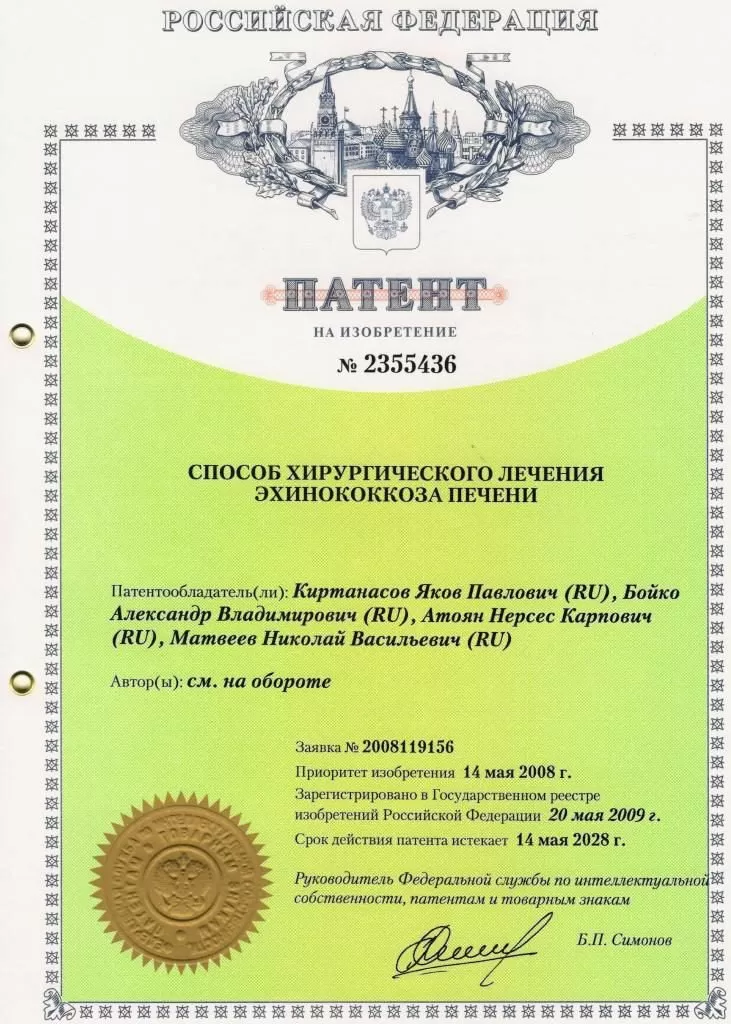 РОССИЙСКАЯ ФЕДЕРАЦИЯ
ПАТЕНТ
НА ИЗОБРЕТЕНИЕ
№ 2355436
СПОСОБ ХИРУРГИЧЕСКОГО ЛЕЧЕНИЯ
ЭХИНОКОККОЗА ПЕЧЕНИ
Патентообладатель(ли): Киртанасов Яков Павлович (RU), Бойко
Александр Владимирович (RU), Атоян Нерсес Карпович
(RU), Матвеев Николай Васильевич (RU)
Автор(ы): см. на обороте
Заявка № 2008119156
Приоритет изобретения 14 мая 2008 г.
Зарегистрировано в Государственном реестре
изобретений Российской Федерации 20 мая 2009 г.
Срок действия патента истекает 14 мая 2028 г.
Руководитель Федеральной службы по интеллектуальной
собственности, патентам и товарным знакам
Б.П. Симонов